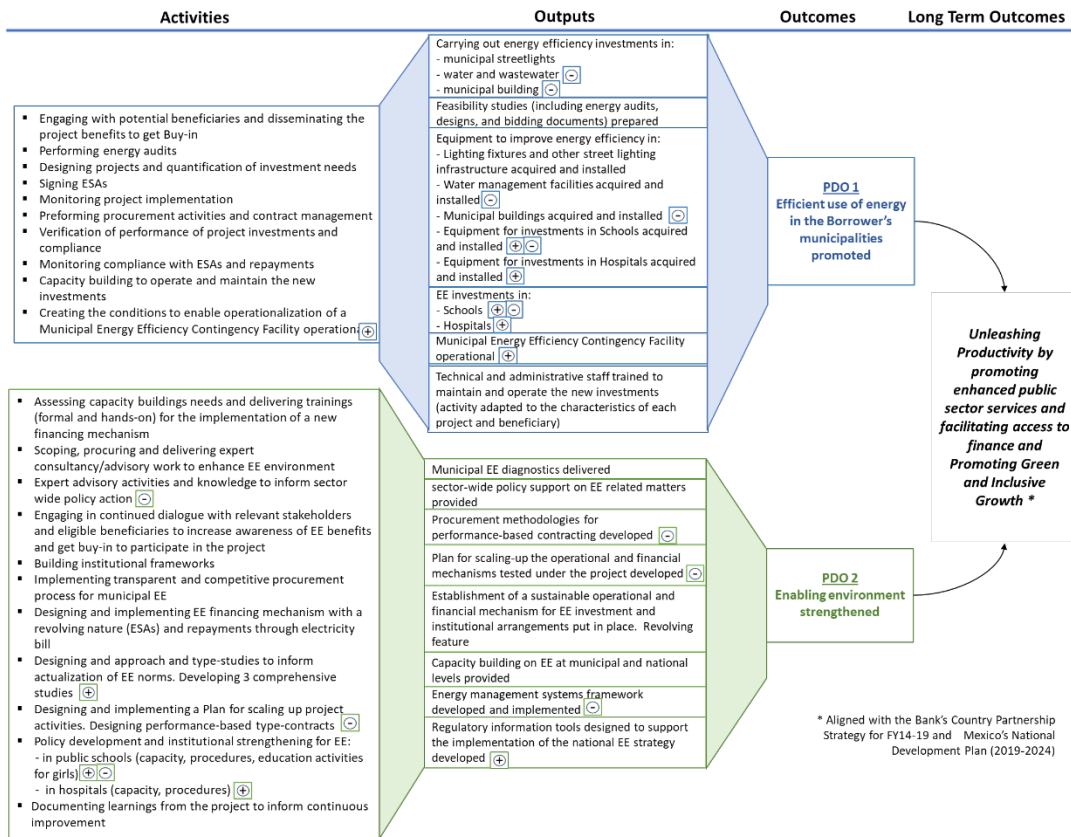 Activities
Outputs
Outcomes
Long Term Outcomes
▪ Engaging with potential beneficiaries and disseminating the
project benefits to get Buy-in
▪ Performing energy audits
▪ Designing projects and quantification of investment needs
▪ Signing ESAs
▪ Monitoring project implementation
▪ Preforming procurement activities and contract management
▪ Verification of performance of project investments and
compliance
▪ Monitoring compliance with ESAs and repayments
▪ Capacity building to operate and maintain the new
investments
▪ Creating the conditions to enable operationalization of a
Municipal Energy Efficiency Contingency Facility operational ⊕
Carrying out energy efficiency investments in:
- municipal streetlights
- water and wastewater ⊖
- municipal building ⊖
Feasibility studies (including energy audits,
designs, and bidding documents) prepared
Equipment to improve energy efficiency in:
- Lighting fixtures and other street lighting
infrastructure acquired and installed
- Water management facilities acquired and
installed ⊖
- Municipal buildings acquired and installed ⊖
- Equipment for investments in Schools acquired
and installed ⊕ ⊖
- Equipment for investments in Hospitals acquired
and installed ⊕
EE investments in:
- Schools ⊕ ⊖
- Hospitals ⊕
Municipal Energy Efficiency Contingency Facility
operational ⊕
Technical and administrative staff trained to
maintain and operate the new investments
(activity adapted to the characteristics of each
project and beneficiary)
PDO 1
Efficient use of energy
in the Borrower's
municipalities
promoted
Unleashing
Productivity by
promoting
enhanced public
sector services and
facilitating access to
finance and
Promoting Green
and Inclusive
Growth *
▪ Assessing capacity buildings needs and delivering trainings
(formal and hands-on) for the implementation of a new
financing mechanism
▪ Scoping, procuring and delivering expert
consultancy/advisory work to enhance EE environment
▪ Expert advisory activities and knowledge to inform sector
wide policy action ⊖
▪ Engaging in continued dialogue with relevant stakeholders
and eligible beneficiaries to increase awareness of EE benefits
and get buy-in to participate in the project
▪ Building institutional frameworks
▪ Implementing transparent and competitive procurement
process for municipal EE
▪ Designing and implementing EE financing mechanism with a
revolving nature (ESAs) and repayments through electricity
bill
▪ Designing and approach and type-studies to inform
actualization of EE norms. Developing 3 comprehensive
studies ⊕
▪ Designing and implementing a Plan for scaling up project
activities. Designing performance-based type-contracts ⊖
▪ Policy development and institutional strengthening for EE:
- in public schools (capacity, procedures, education activities
for girls) ⊕ ⊖
- in hospitals (capacity, procedures) ⊕
▪ Documenting learnings from the project to inform continuous
improvement
Municipal EE diagnostics delivered
sector-wide policy support on EE related matters
provided
Procurement methodologies for
performance-based contracting developed ⊖
Plan for scaling-up the operational and financial
mechanisms tested under the project developed ⊖
Establishment of a sustainable operational and
financial mechanism for EE investment and
institutional arrangements put in place. Revolving
feature
Capacity building on EE at municipal and national
levels provided
Energy management systems framework
developed and implemented ⊖
Regulatory information tools designed to support
the implementation of the national EE strategy
developed ⊕
PDO 2
Enabling environment
strengthened
* Aligned with the Bank's Country Partnership
Strategy for FY14-19 and Mexico's National
Development Plan (2019-2024)